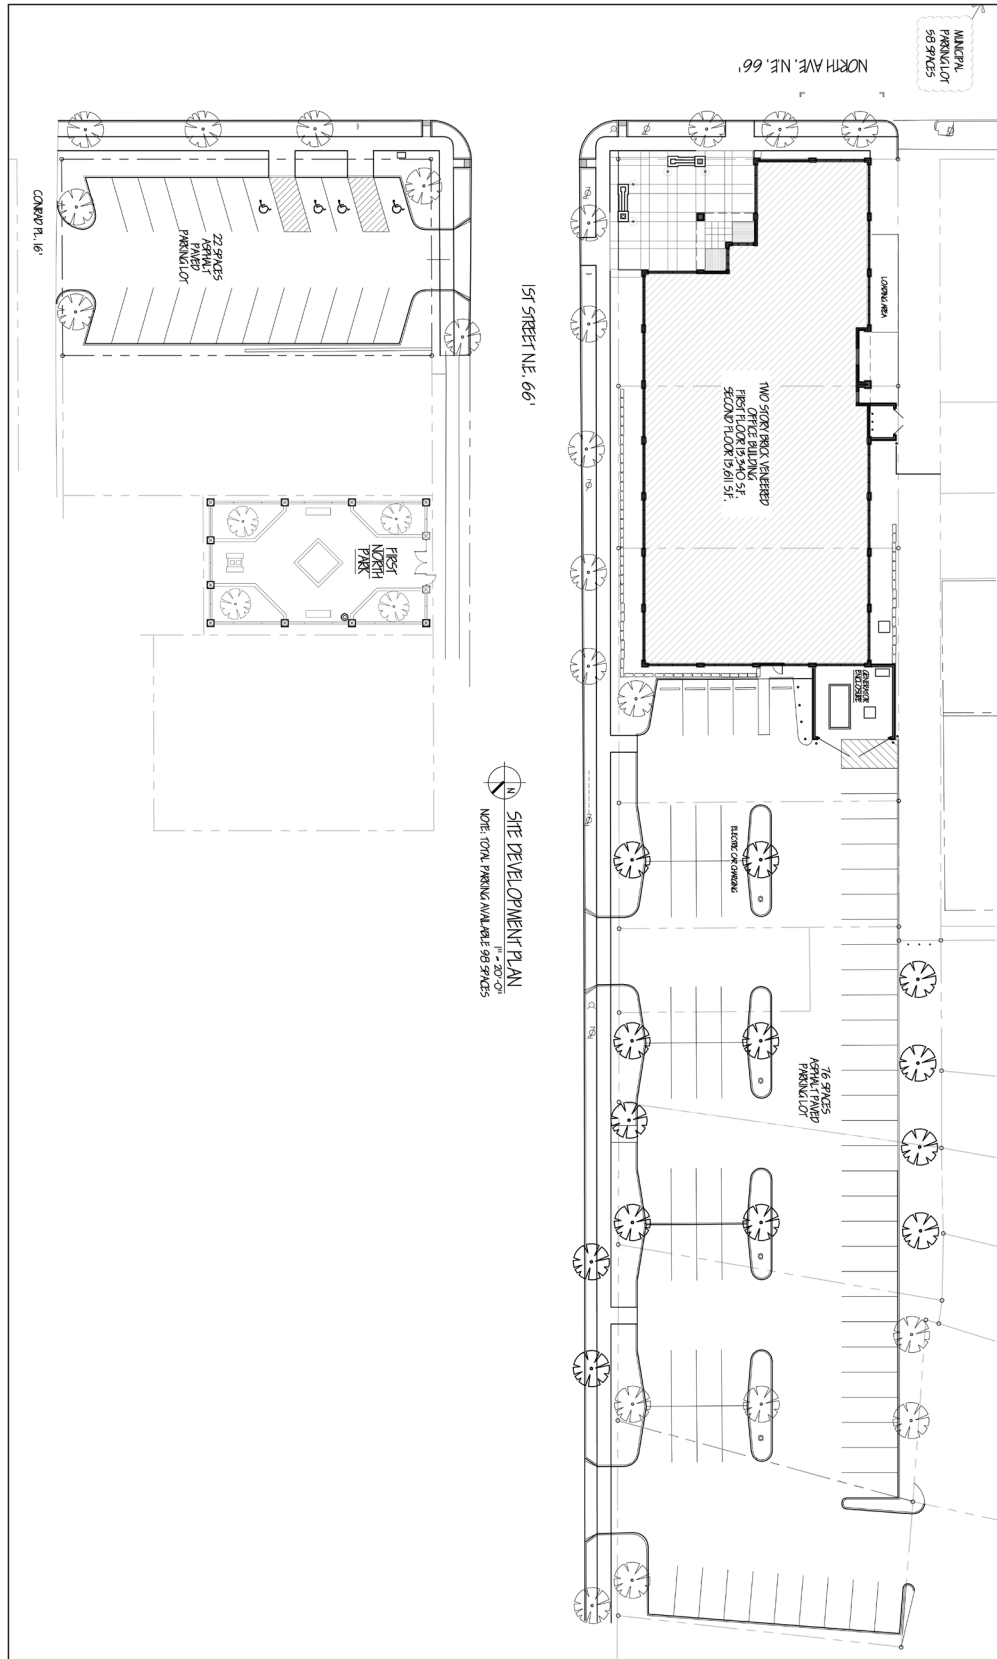 MUNICIPAL
PARKING LOT
58 SPACES
NORTH AVE. N.E. 66'
CONRAD PL. 16'
22 SPACES
ASPHALT
PAVED
PARKING LOT
1ST STREET N.E. 66'
LOADING AREA
TWO STORY BRICK VENEERED
OFFICE BUILDING
FIRST FLOOR 13,340 S.F.
SECOND FLOOR 13,611 S.F.
FIRST
NORTH
PARK
GENERATOR
ENCLOSURE
N
SITE DEVELOPMENT PLAN
1" = 20'-0"
NOTE: TOTAL PARKING AVAILABLE 98 SPACES
ELECTRIC CAR CHARGING
76 SPACES
ASPHALT PAVED
PARKING LOT